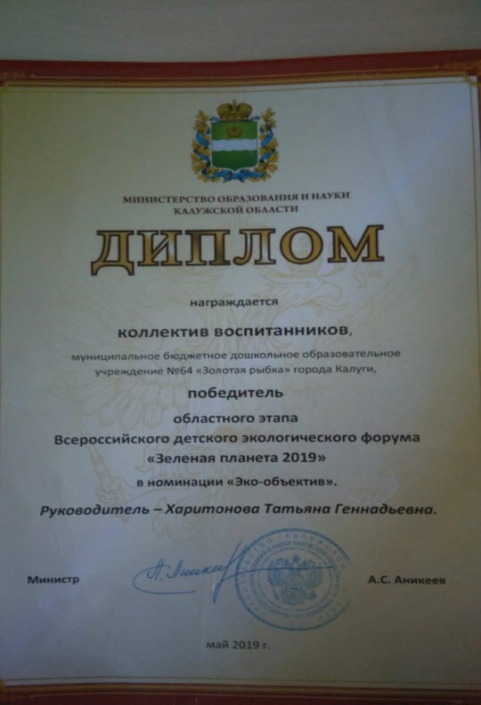 МИНИСТЕРСТВО ОБРАЗОВАНИЯ И НАУКИ
КАЛУЖСКОЙ ОБЛАСТИ
ДИПЛОМ
награждается
коллектив воспитанников,
муниципальное бюджетное дошкольное образовательное
учреждение №64 «Золотая рыбка» города Калуги,
победитель
областного этапа
Всероссийского детского экологического форума
«Зеленая планета 2019»
в номинации «Эко-объектив».
Руководитель – Харитонова Татьяна Геннадьевна.
Министр
А.С. Аникеев
май 2019 г.